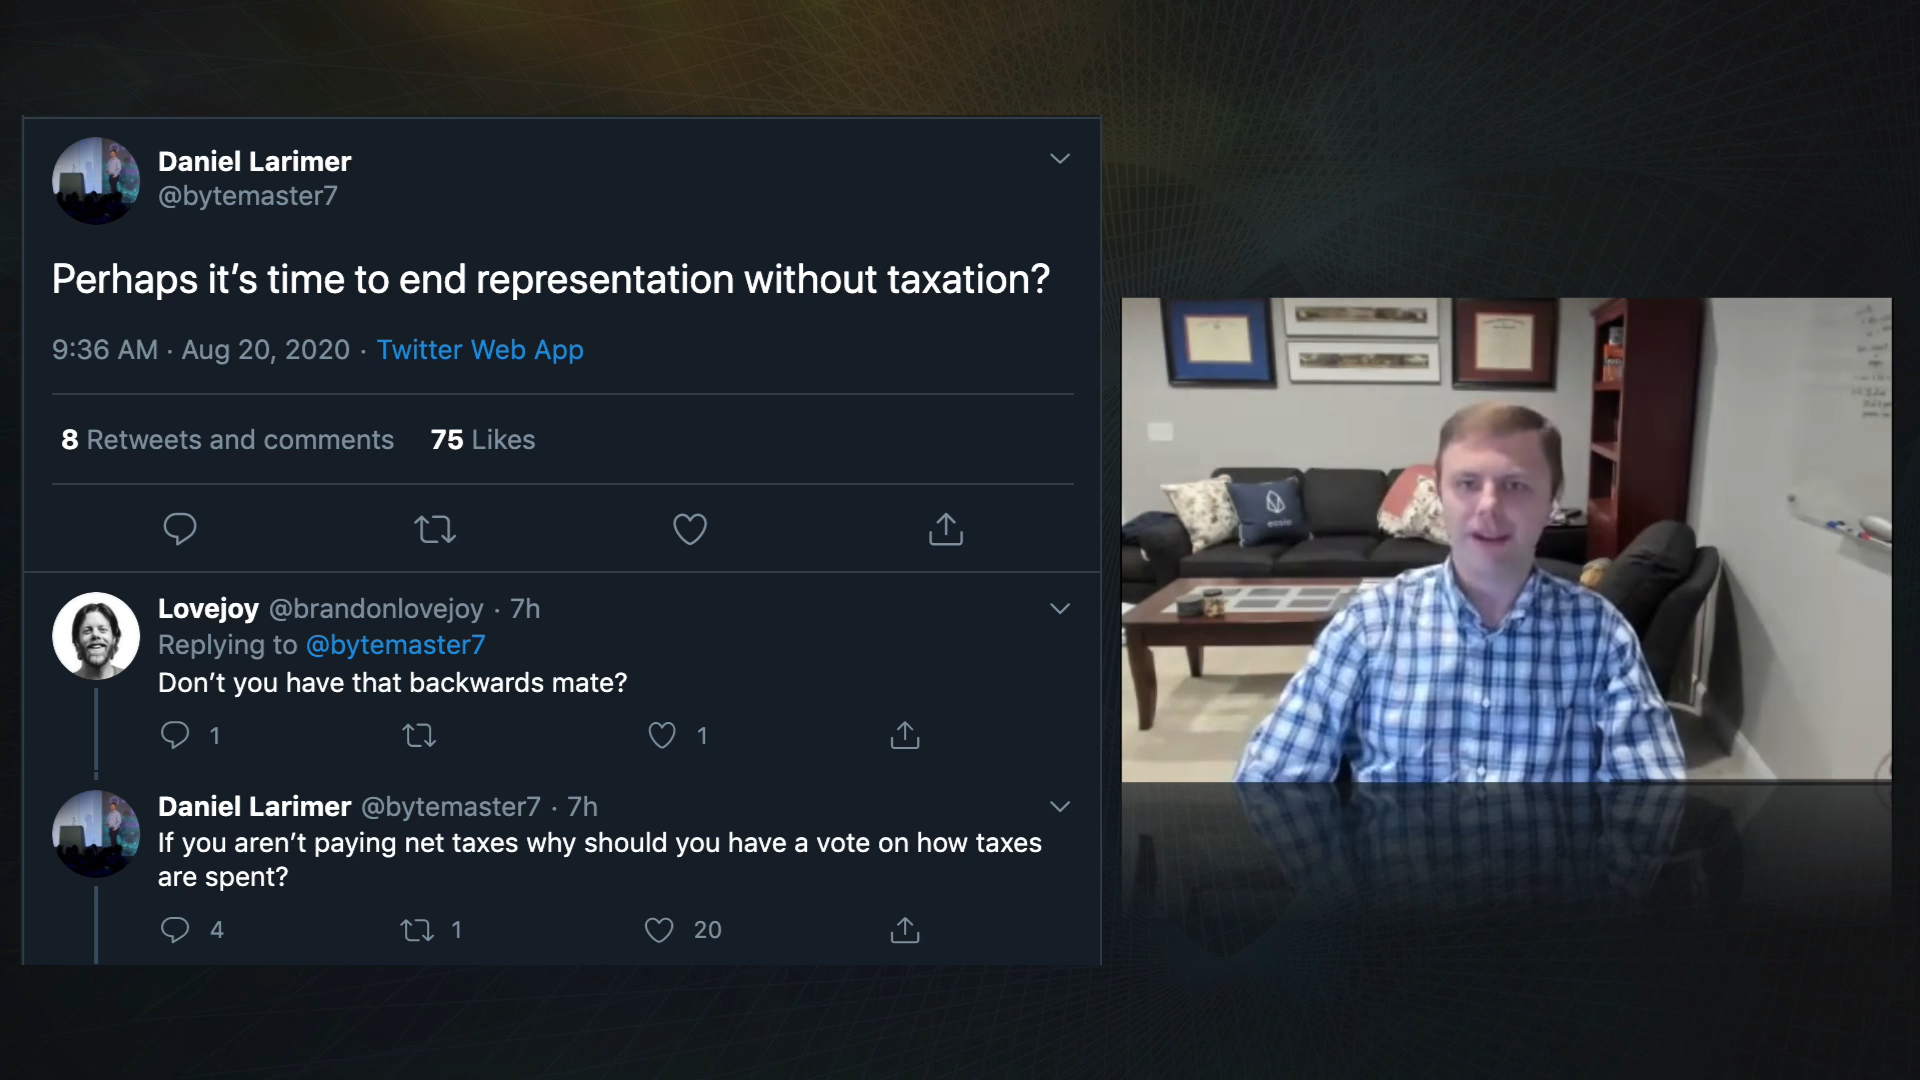 Daniel Larimer
@bytemaster7
Perhaps it’s time to end representation without taxation?
9:36 AM · Aug 20, 2020 · Twitter Web App
8 Retweets and comments 75 Likes
Lovejoy @brandonlovejoy · 7h
Replying to @bytemaster7
Don’t you have that backwards mate?
1 1
Daniel Larimer @bytemaster7 · 7h
If you aren’t paying net taxes why should you have a vote on how taxes
are spent?
4 1 20
eosio